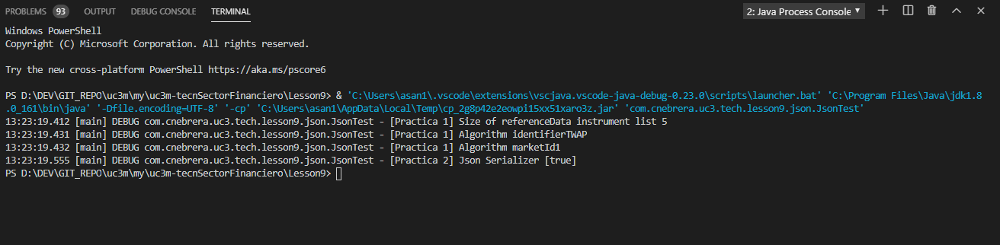 PROBLEMS 93 OUTPUT DEBUG CONSOLE TERMINAL 2: Java Process Console
Windows PowerShell
Copyright (C) Microsoft Corporation. All rights reserved.
Try the new cross-platform PowerShell https://aka.ms/pscore6
PS D:\DEV\GIT_REPO\uc3m\my\uc3m-tecnSectorFinanciero\Lesson9> & 'C:\Users\asan1\.vscode\extensions\vscjava.vscode-java-debug-0.23.0\scripts\launcher.bat' 'C:\Program Files\Java\jdk1.8
.0_161\bin\java' '-Dfile.encoding=UTF-8' '-cp' 'C:\Users\asan1\AppData\Local\Temp\cp_2g8p42e2eowpi15xx51xaro3z.jar' 'com.cnebrera.uc3.tech.lesson9.json.JsonTest'
13:23:19.412 [main] DEBUG com.cnebrera.uc3.tech.lesson9.json.JsonTest - [Practica 1] Size of referenceData instrument list 5
13:23:19.431 [main] DEBUG com.cnebrera.uc3.tech.lesson9.json.JsonTest - [Practica 1] Algorithm identifierTWAP
13:23:19.432 [main] DEBUG com.cnebrera.uc3.tech.lesson9.json.JsonTest - [Practica 1] Algorithm marketId1
13:23:19.555 [main] DEBUG com.cnebrera.uc3.tech.lesson9.json.JsonTest - [Practica 2] Json Serializer [true]
PS D:\DEV\GIT_REPO\uc3m\my\uc3m-tecnSectorFinanciero\Lesson9>